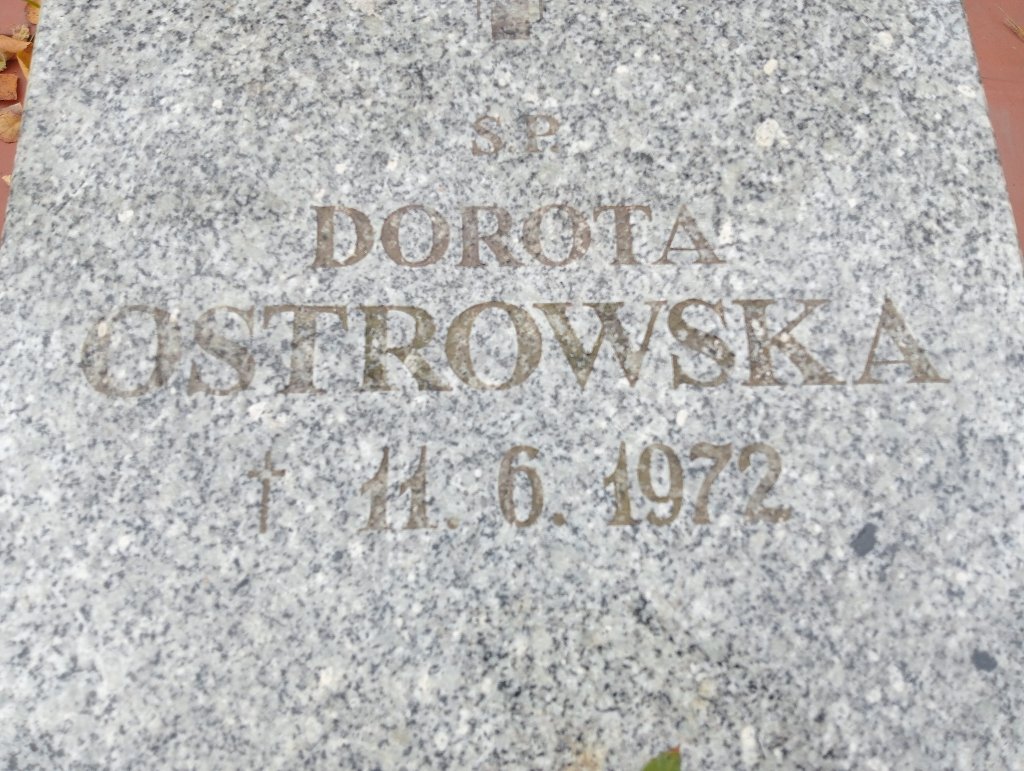 S.P.
DOROTA
OSTROWSKA
† 11. 6. 1972